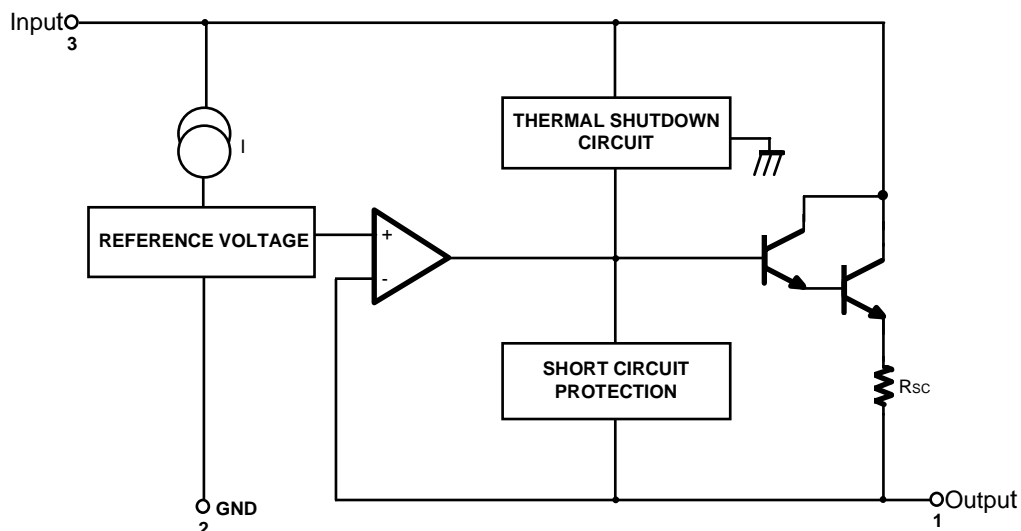 Input
3
THERMAL SHUTDOWN
CIRCUIT
I
REFERENCE VOLTAGE
+
-
SHORT CIRCUIT
PROTECTION
RSC
GND
2
Output
1